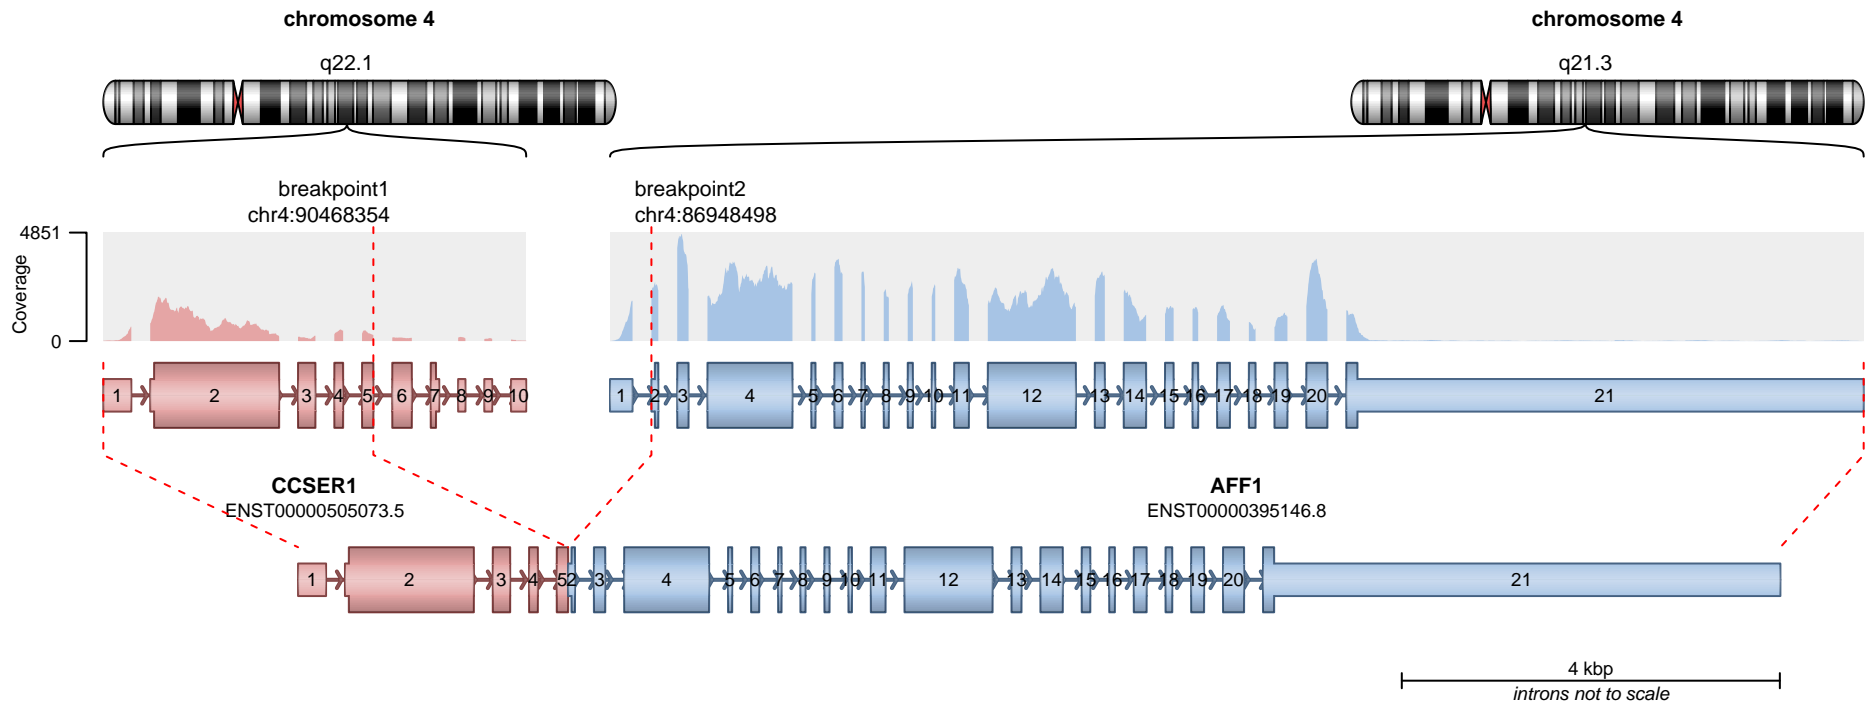 chromosome 4
chromosome 4
q22.1
q21.3
breakpoint1
chr4:90468354
breakpoint2
chr4:86948498
4851
Coverage
0
1 2 3 4 5 6 7 8 9 10
1 2 3 4 5 6 7 8 9 10 11 12 13 14 15 16 17 18 19 20 21
CCSER1
ENST00000505073.5
AFF1
ENST00000395146.8
1 2 3 4 5 2 3 4 5 6 7 8 9 10 11 12 13 14 15 16 17 18 19 20 21
4 kbp
introns not to scale